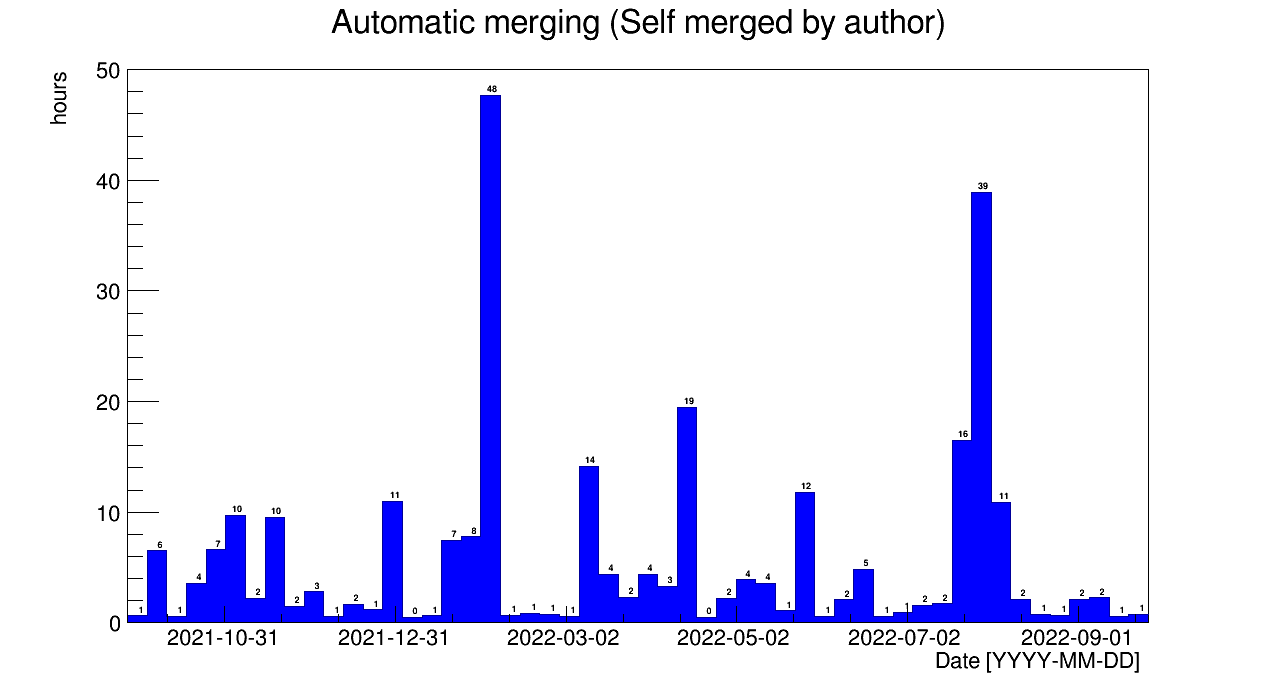 Automatic merging (Self merged by author)
hours
50
40
30
20
10
0
1 6 1 4 7 10 2 10 2 3 1 2 1 11 0 1 7 8 48 1 1 1 1 14 4 2 4 3 19 0 2 4 4 1 12 1 2 5 1 1 2 2 16 39 11 2 1 1 2 2 1 1
2021-10-31 2021-12-31 2022-03-02 2022-05-02 2022-07-02 2022-09-01
Date [YYYY-MM-DD]